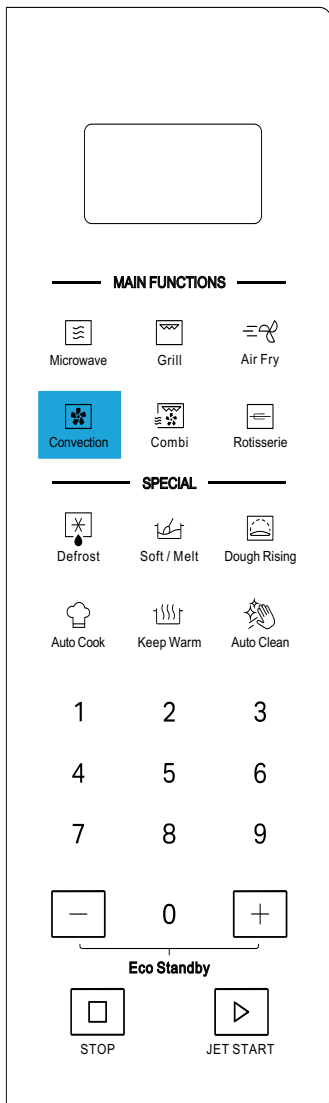 MAIN FUNCTIONS
Microwave Grill Air Fry
Convection Combi Rotisserie
SPECIAL
Defrost Soft / Melt Dough Rising
Auto Cook Keep Warm Auto Clean
1 2 3
4 5 6
7 8 9
− 0 +
Eco Standby
STOP JET START